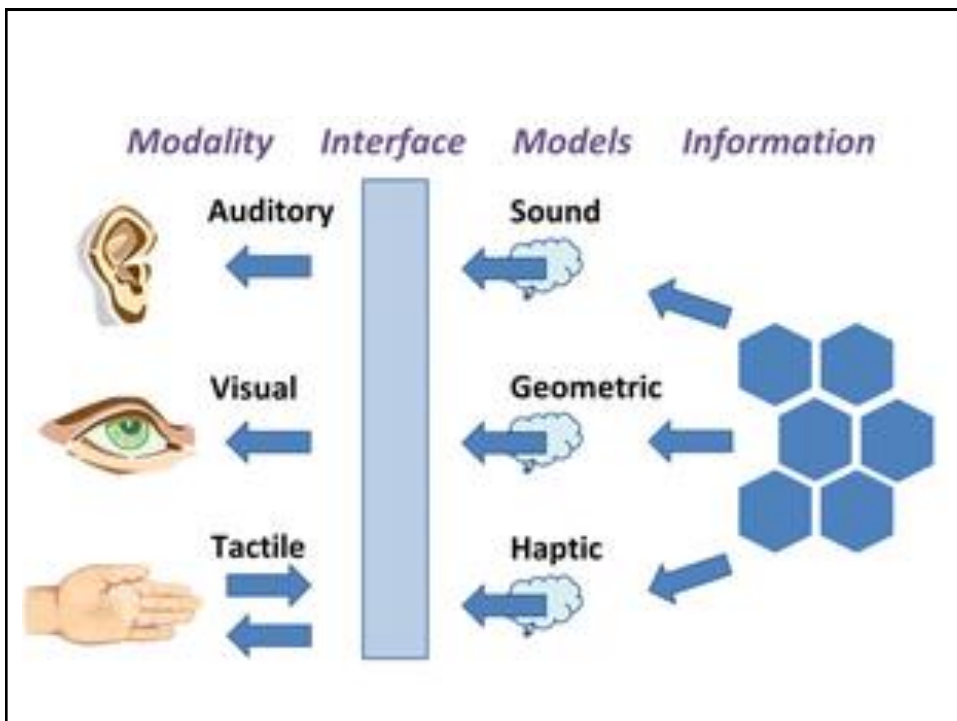 Modality Interface Models Information
Auditory Sound
Visual Geometric
Tactile Haptic